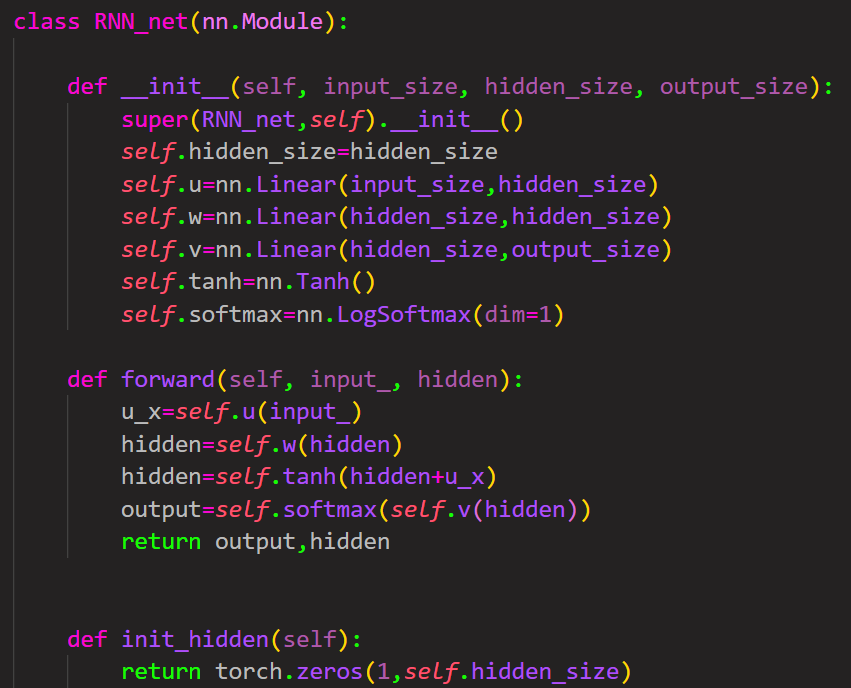 class RNN_net(nn.Module):
def __init__(self, input_size, hidden_size, output_size):
super(RNN_net,self).__init__()
self.hidden_size=hidden_size
self.u=nn.Linear(input_size,hidden_size)
self.w=nn.Linear(hidden_size,hidden_size)
self.v=nn.Linear(hidden_size,output_size)
self.tanh=nn.Tanh()
self.softmax=nn.LogSoftmax(dim=1)
def forward(self, input_, hidden):
u_x=self.u(input_)
hidden=self.w(hidden)
hidden=self.tanh(hidden+u_x)
output=self.softmax(self.v(hidden))
return output,hidden
def init_hidden(self):
return torch.zeros(1,self.hidden_size)